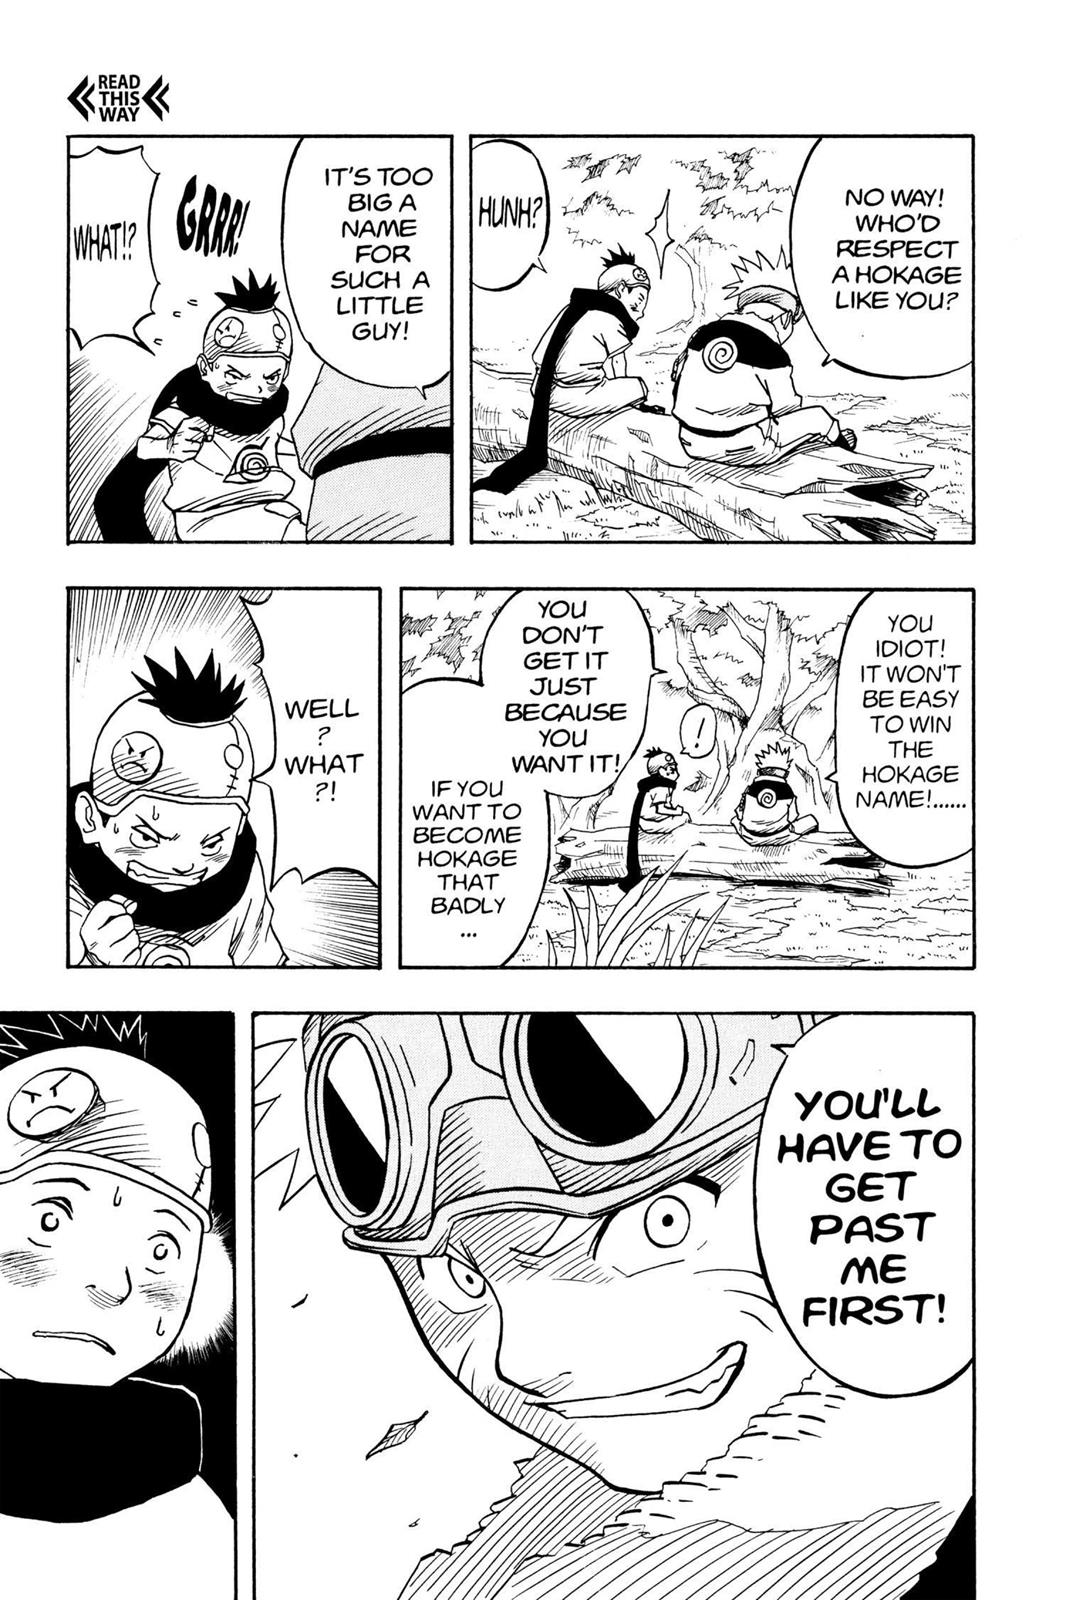 READ
THIS
WAY
NO WAY!
WHO'D
RESPECT
A HOKAGE
LIKE YOU?
HUNH?
IT'S TOO
BIG A
NAME
FOR
SUCH A
LITTLE
GUY!
GRRR!
WHAT!?
YOU
IDIOT!
IT WON'T
BE EASY
TO WIN
THE
HOKAGE
NAME!......
!
YOU
DON'T
GET IT
JUST
BECAUSE
YOU
WANT IT!
IF YOU
WANT TO
BECOME
HOKAGE
THAT
BADLY
...
WELL
?
WHAT
?!
YOU'LL
HAVE TO
GET
PAST
ME
FIRST!